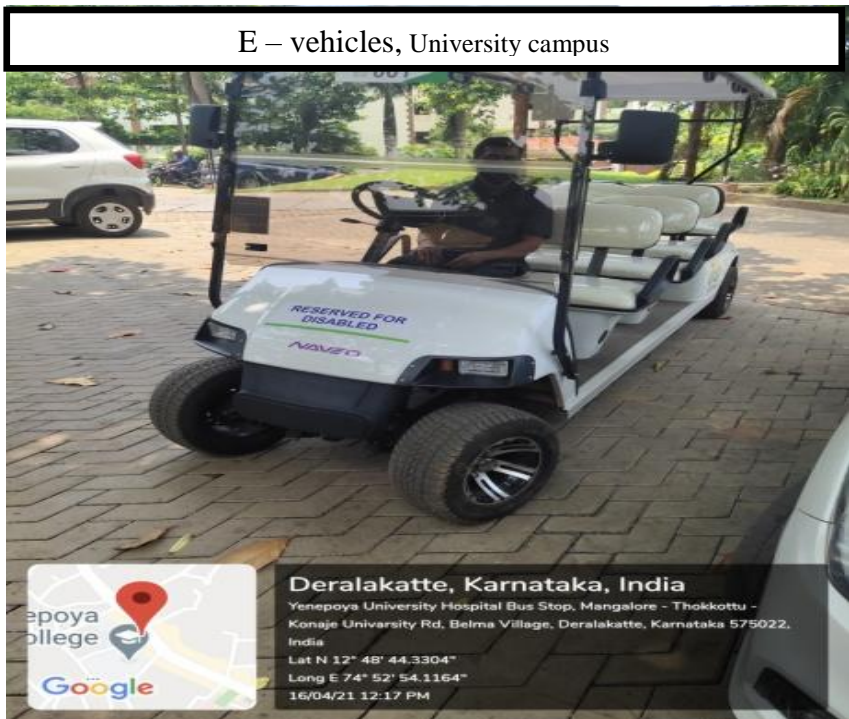 E – vehicles, University campus
001
RESERVED FOR
DISABLED
NAVEO
epoya
ollege
Google
Deralakatte, Karnataka, India
Yenepoya University Hospital Bus Stop, Mangalore - Thokkottu -
Konaje Univarsity Rd, Belma Village, Deralakatte, Karnataka 575022,
India
Lat N 12° 48' 44.3304"
Long E 74° 52' 54.1164"
16/04/21 12:17 PM